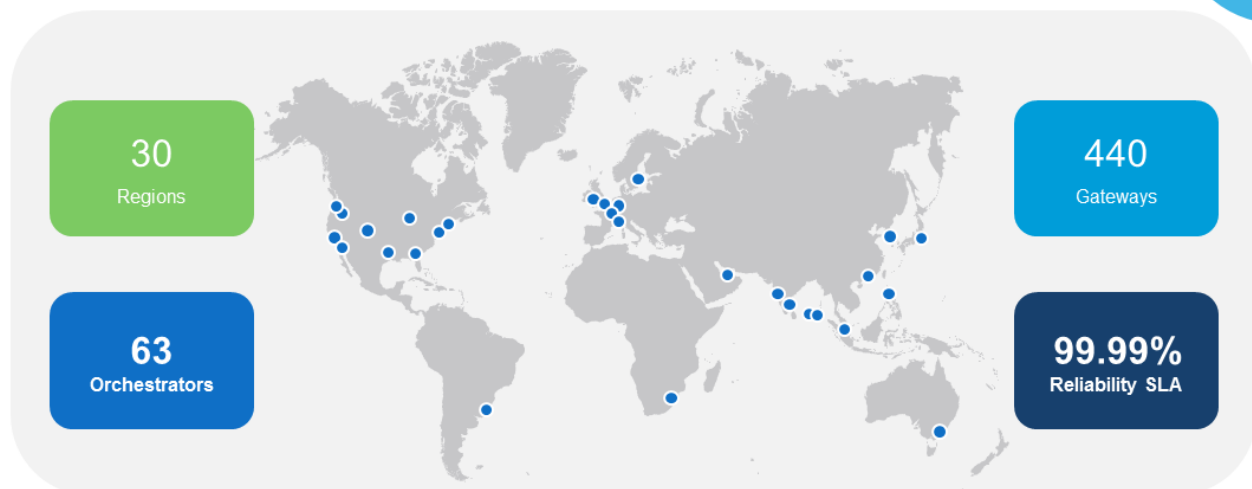 30
Regions
63
Orchestrators
440
Gateways
99.99%
Reliability SLA